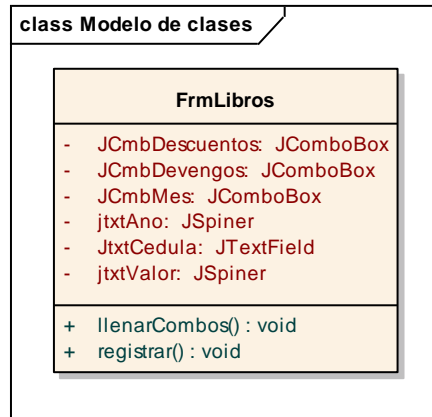 class Modelo de clases
FrmLibros
- JCmbDescuentos: JComboBox
- JCmbDevengos: JComboBox
- JCmbMes: JComboBox
- jtxtAno: JSpiner
- JtxtCedula: JTextField
- jtxtValor: JSpiner
+ llenarCombos() : void
+ registrar() : void